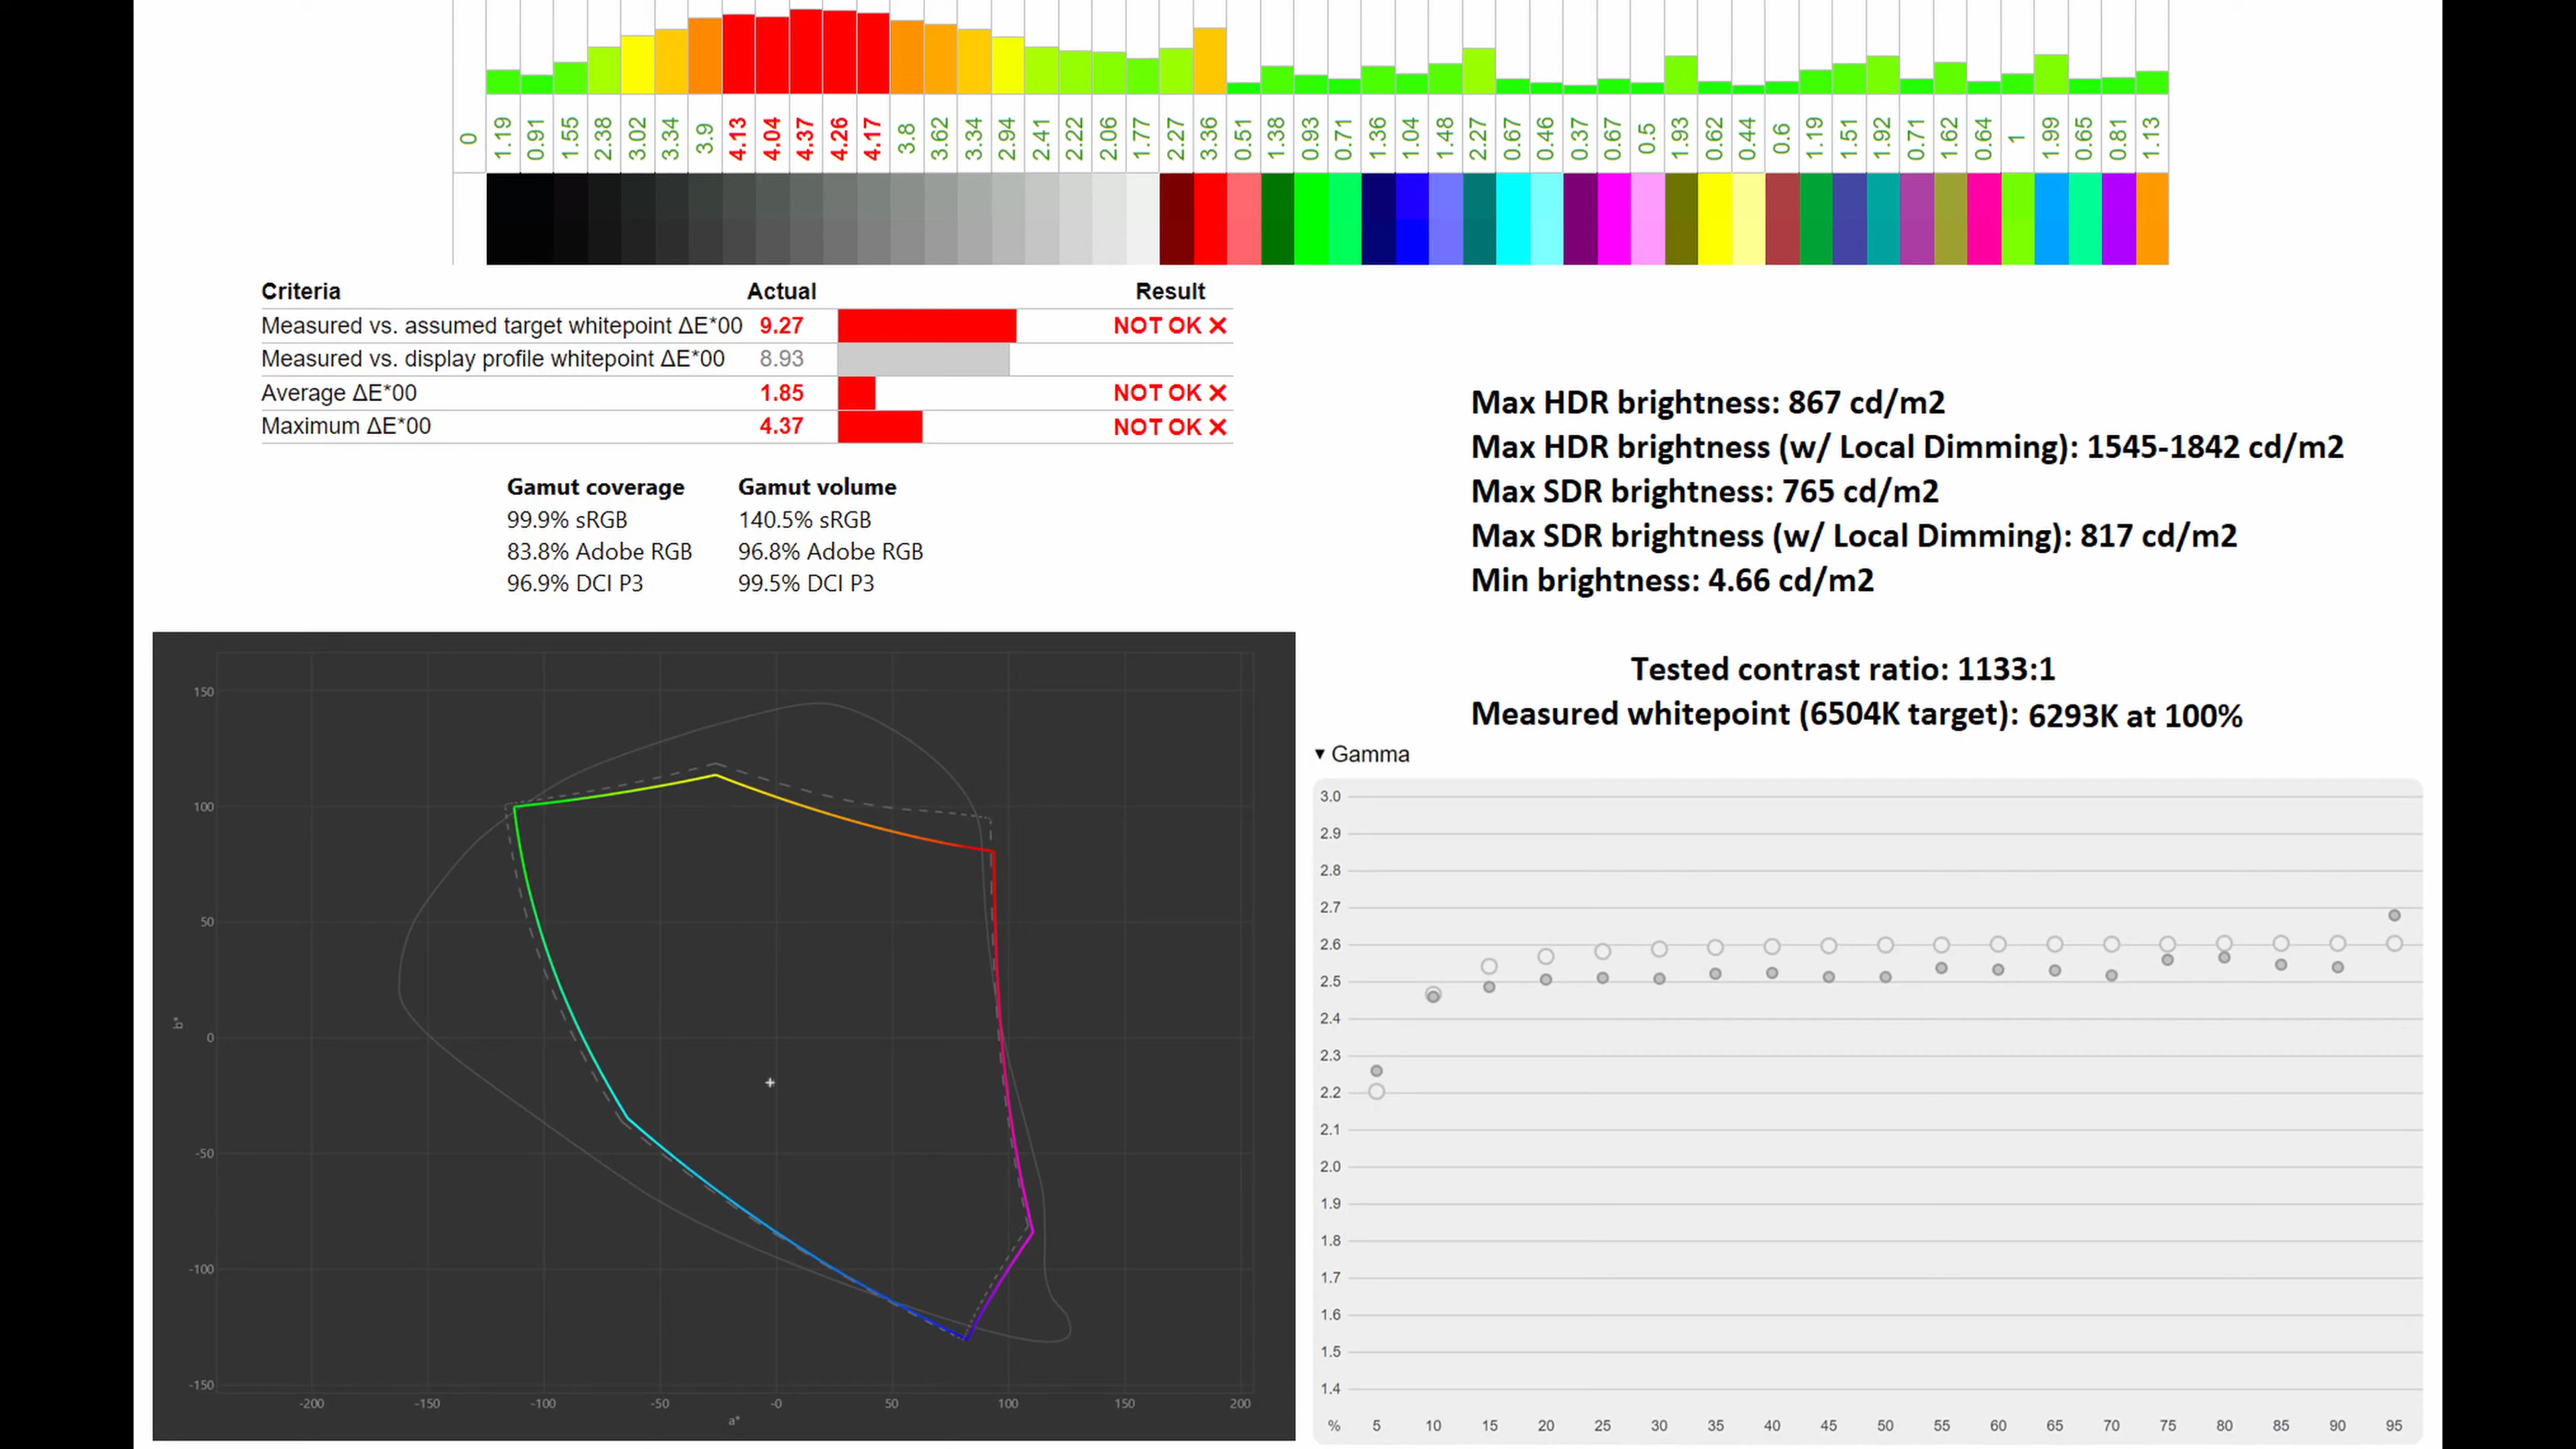 0 1.19 0.91 1.55 2.38 3.02 3.34 3.9 4.13 4.04 4.37 4.26 4.17 3.8 3.62 3.34 2.94 2.41 2.22 2.06 1.77 2.27 3.36 0.51 1.38 0.93 0.71 1.36 1.04 1.48 2.27 0.67 0.46 0.37 0.67 0.5 1.93 0.62 0.44 0.6 1.19 1.51 1.92 0.71 1.62 0.64 1 1.99 0.65 0.81 1.13
Criteria Actual Result
Measured vs. assumed target whitepoint ΔE*00 9.27 NOT OK ✕
Measured vs. display profile whitepoint ΔE*00 8.93
Average ΔE*00 1.85 NOT OK ✕
Maximum ΔE*00 4.37 NOT OK ✕
Gamut coverage Gamut volume
99.9% sRGB 140.5% sRGB
83.8% Adobe RGB 96.8% Adobe RGB
96.9% DCI P3 99.5% DCI P3
Max HDR brightness: 867 cd/m2
Max HDR brightness (w/ Local Dimming): 1545-1842 cd/m2
Max SDR brightness: 765 cd/m2
Max SDR brightness (w/ Local Dimming): 817 cd/m2
Min brightness: 4.66 cd/m2
Tested contrast ratio: 1133:1
Measured whitepoint (6504K target): 6293K at 100%
150
100
50
0
-50
-100
-150
b*
-200 -150 -100 -50 -0 50 100 150 200
a*
▼ Gamma
3.0
2.9
2.8
2.7
2.6
2.5
2.4
2.3
2.2
2.1
2.0
1.9
1.8
1.7
1.6
1.5
1.4
% 5 10 15 20 25 30 35 40 45 50 55 60 65 70 75 80 85 90 95